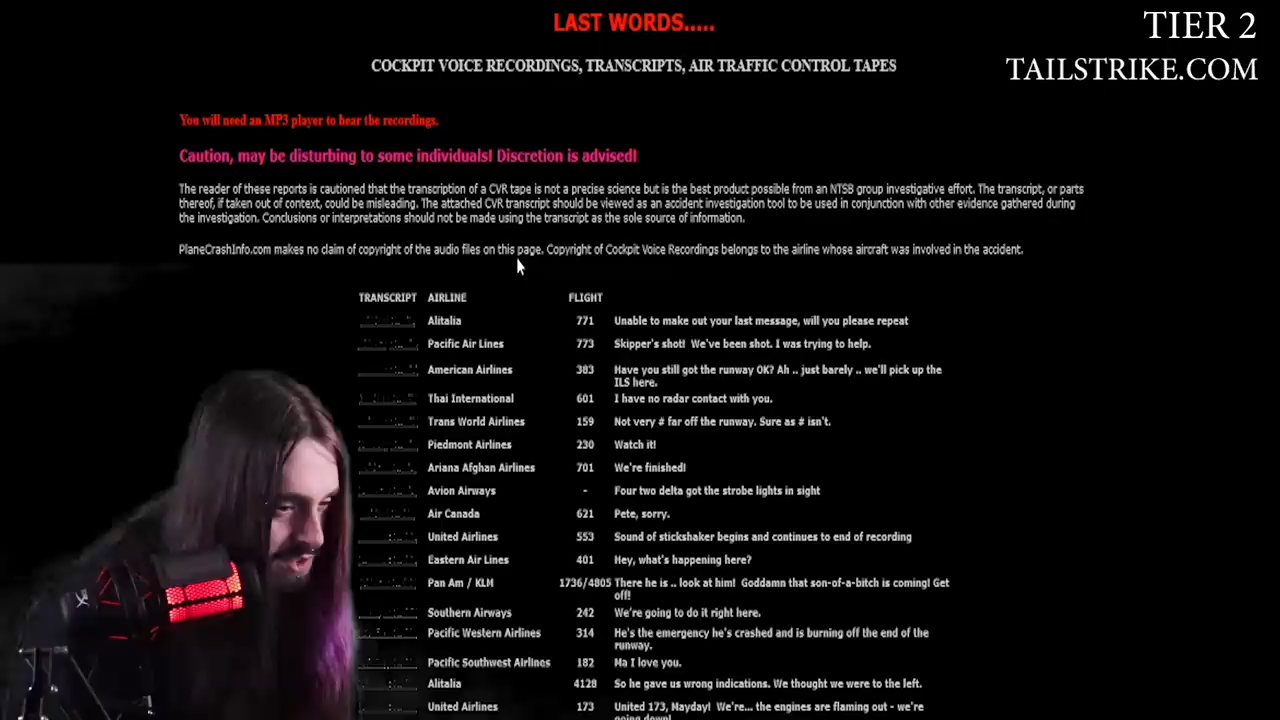 LAST WORDS.....
TIER 2
COCKPIT VOICE RECORDINGS, TRANSCRIPTS, AIR TRAFFIC CONTROL TAPES
TAILSTRIKE.COM
You will need an MP3 player to hear the recordings.
Caution, may be disturbing to some individuals! Discretion is advised!
The reader of these reports is cautioned that the transcription of a CVR tape is not a precise science but is the best product possible from an NTSB group investigative effort. The transcript, or parts
thereof, if taken out of context, could be misleading. The attached CVR transcript should be viewed as an accident investigation tool to be used in conjunction with other evidence gathered during
the investigation. Conclusions or interpretations should not be made using the transcript as the sole source of information.
PlaneCrashInfo.com makes no claim of copyright of the audio files on this page. Copyright of Cockpit Voice Recordings belongs to the airline whose aircraft was involved in the accident.
TRANSCRIPT AIRLINE FLIGHT
Alitalia 771 Unable to make out your last message, will you please repeat
Pacific Air Lines 773 Skipper's shot! We've been shot. I was trying to help.
American Airlines 383 Have you still got the runway OK? Ah .. just barely .. we'll pick up the
ILS here.
Thai International 601 I have no radar contact with you.
Trans World Airlines 159 Not very # far off the runway. Sure as # isn't.
Piedmont Airlines 230 Watch it!
Ariana Afghan Airlines 701 We're finished!
Avion Airways - Four two delta got the strobe lights in sight
Air Canada 621 Pete, sorry.
United Airlines 553 Sound of stickshaker begins and continues to end of recording
Eastern Air Lines 401 Hey, what's happening here?
Pan Am / KLM 1736/4805 There he is .. look at him! Goddamn that son-of-a-bitch is coming! Get
off!
Southern Airways 242 We're going to do it right here.
Pacific Western Airlines 314 He's the emergency he's crashed and is burning off the end of the
runway.
Pacific Southwest Airlines 182 Ma I love you.
Alitalia 4128 So he gave us wrong indications. We thought we were to the left.
United Airlines 173 United 173, Mayday! We're... the engines are flaming out - we're
going down!